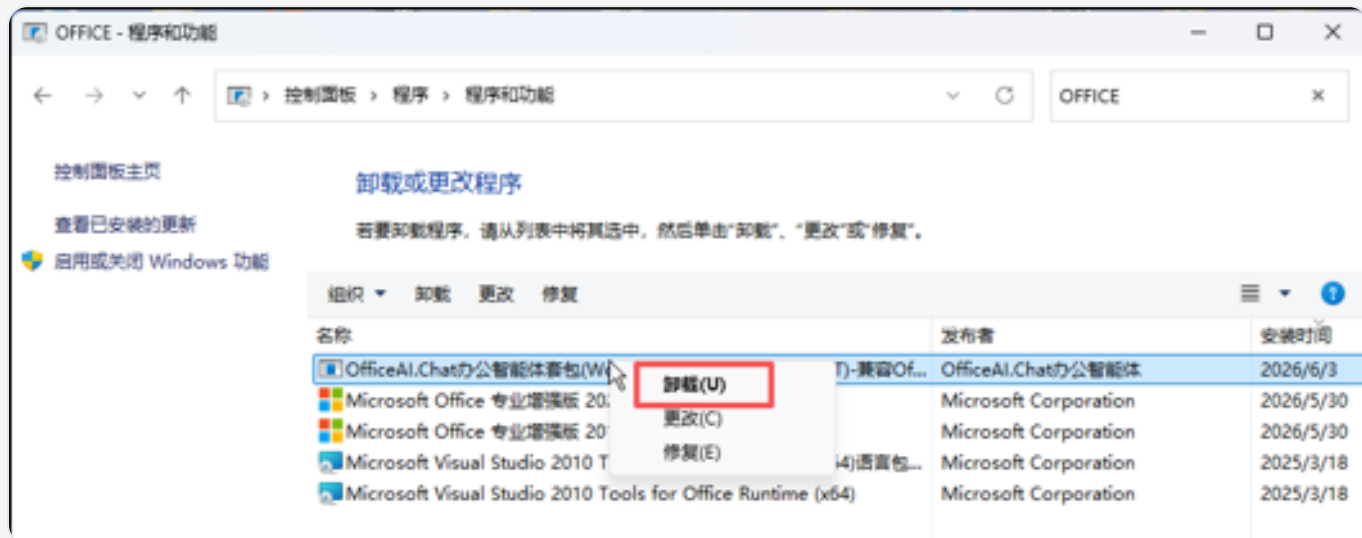 OFFICE - 程序和功能
控制面板 > 程序 > 程序和功能
OFFICE
控制面板主页
查看已安装的更新
启用或关闭 Windows 功能
卸载或更改程序
若要卸载程序，请从列表中将其选中，然后单击“卸载”、“更改”或“修复”。
组织 卸载 更改 修复
名称 发布者 安装时间
OfficeAI.Chat办公智能体套包(W T)-兼容Of... OfficeAI.Chat办公智能体 2026/6/3
卸载(U)
Microsoft Office 专业增强版 20 Microsoft Corporation 2026/5/30
更改(C)
Microsoft Office 专业增强版 20 Microsoft Corporation 2026/5/30
修复(E)
Microsoft Visual Studio 2010 T 4)语言包... Microsoft Corporation 2025/3/18
Microsoft Visual Studio 2010 Tools for Office Runtime (x64) Microsoft Corporation 2025/3/18